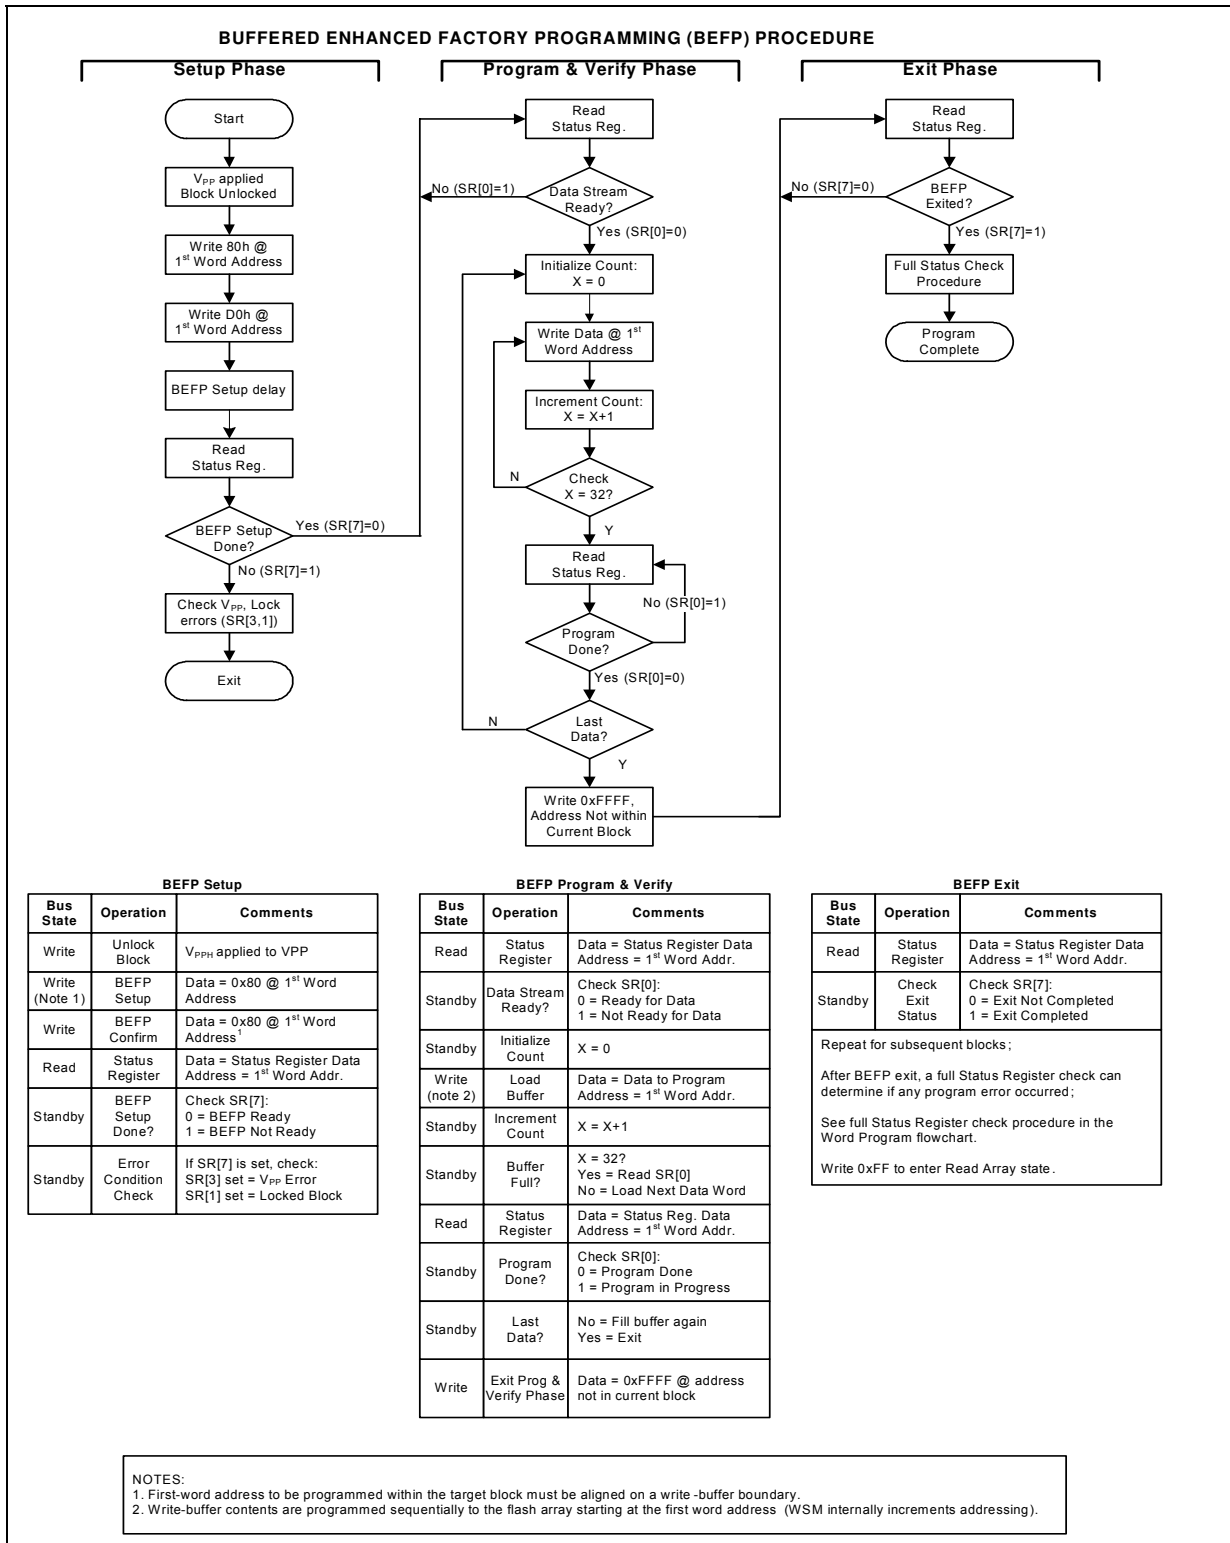 BUFFERED ENHANCED FACTORY PROGRAMMING (BEFP) PROCEDURE
Setup Phase
Start
VPP applied
Block Unlocked
Write 80h @
1st Word Address
Write D0h @
1st Word Address
BEFP Setup delay
Read
Status Reg.
BEFP Setup
Done?
Yes (SR[7]=0)
No (SR[7]=1)
Check VPP, Lock
errors (SR[3,1])
Exit
Program & Verify Phase
Read
Status Reg.
No (SR[0]=1)
Data Stream
Ready?
Yes (SR[0]=0)
Initialize Count:
X = 0
Write Data @ 1st
Word Address
Increment Count:
X = X+1
N
Check
X = 32?
Y
Read
Status Reg.
No (SR[0]=1)
Program
Done?
Yes (SR[0]=0)
N
Last
Data?
Y
Write 0xFFFF,
Address Not within
Current Block
Exit Phase
Read
Status Reg.
No (SR[7]=0)
BEFP
Exited?
Yes (SR[7]=1)
Full Status Check
Procedure
Program
Complete
BEFP Setup
Bus
State
Operation
Comments
Write
Unlock
Block
VPPH applied to VPP
Write
(Note 1)
BEFP
Setup
Data = 0x80 @ 1st Word
Address
Write
BEFP
Confirm
Data = 0x80 @ 1st Word
Address1
Read
Status
Register
Data = Status Register Data
Address = 1st Word Addr.
Standby
BEFP
Setup
Done?
Check SR[7]:
0 = BEFP Ready
1 = BEFP Not Ready
Standby
Error
Condition
Check
If SR[7] is set, check:
SR[3] set = VPP Error
SR[1] set = Locked Block
BEFP Program & Verify
Bus
State
Operation
Comments
Read
Status
Register
Data = Status Register Data
Address = 1st Word Addr.
Standby
Data Stream
Ready?
Check SR[0]:
0 = Ready for Data
1 = Not Ready for Data
Standby
Initialize
Count
X = 0
Write
(note 2)
Load
Buffer
Data = Data to Program
Address = 1st Word Addr.
Standby
Increment
Count
X = X+1
Standby
Buffer
Full?
X = 32?
Yes = Read SR[0]
No = Load Next Data Word
Read
Status
Register
Data = Status Reg. Data
Address = 1st Word Addr.
Standby
Program
Done?
Check SR[0]:
0 = Program Done
1 = Program in Progress
Standby
Last
Data?
No = Fill buffer again
Yes = Exit
Write
Exit Prog &
Verify Phase
Data = 0xFFFF @ address
not in current block
BEFP Exit
Bus
State
Operation
Comments
Read
Status
Register
Data = Status Register Data
Address = 1st Word Addr.
Standby
Check
Exit
Status
Check SR[7]:
0 = Exit Not Completed
1 = Exit Completed
Repeat for subsequent blocks;
After BEFP exit, a full Status Register check can
determine if any program error occurred;
See full Status Register check procedure in the
Word Program flowchart.
Write 0xFF to enter Read Array state.
NOTES:
1. First-word address to be programmed within the target block must be aligned on a write -buffer boundary.
2. Write-buffer contents are programmed sequentially to the flash array starting at the first word address (WSM internally increments addressing).